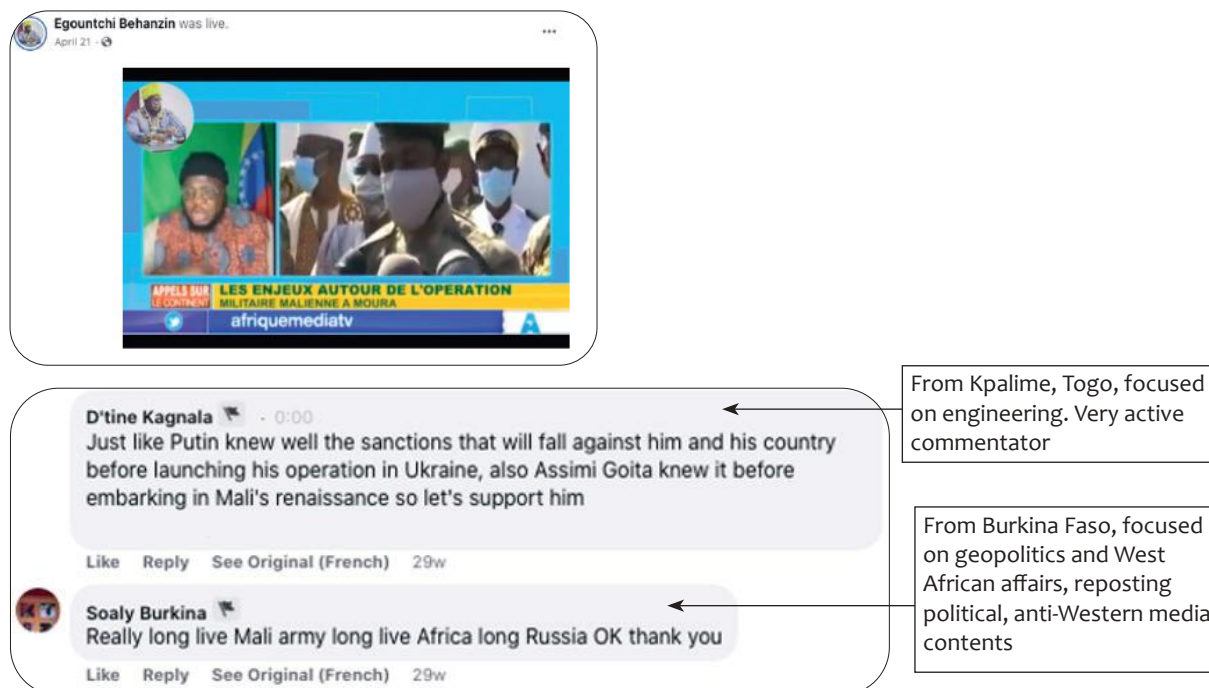 Egountchi Behanzin was live.
April 21 ·
APPELS SUR
LE CONTINENT
LES ENJEUX AUTOUR DE L'OPERATION
MILITAIRE MALIENNE A MOURA
afriquemediatv
A
D'tine Kagnala · 0:00
Just like Putin knew well the sanctions that will fall against him and his country
before launching his operation in Ukraine, also Assimi Goita knew it before
embarking in Mali's renaissance so let's support him
Like Reply See Original (French) 29w
Soaly Burkina
Really long live Mali army long live Africa long Russia OK thank you
Like Reply See Original (French) 29w
From Kpalime, Togo, focused
on engineering. Very active
commentator
From Burkina Faso, focused
on geopolitics and West
African affairs, reposting
political, anti-Western media
contents